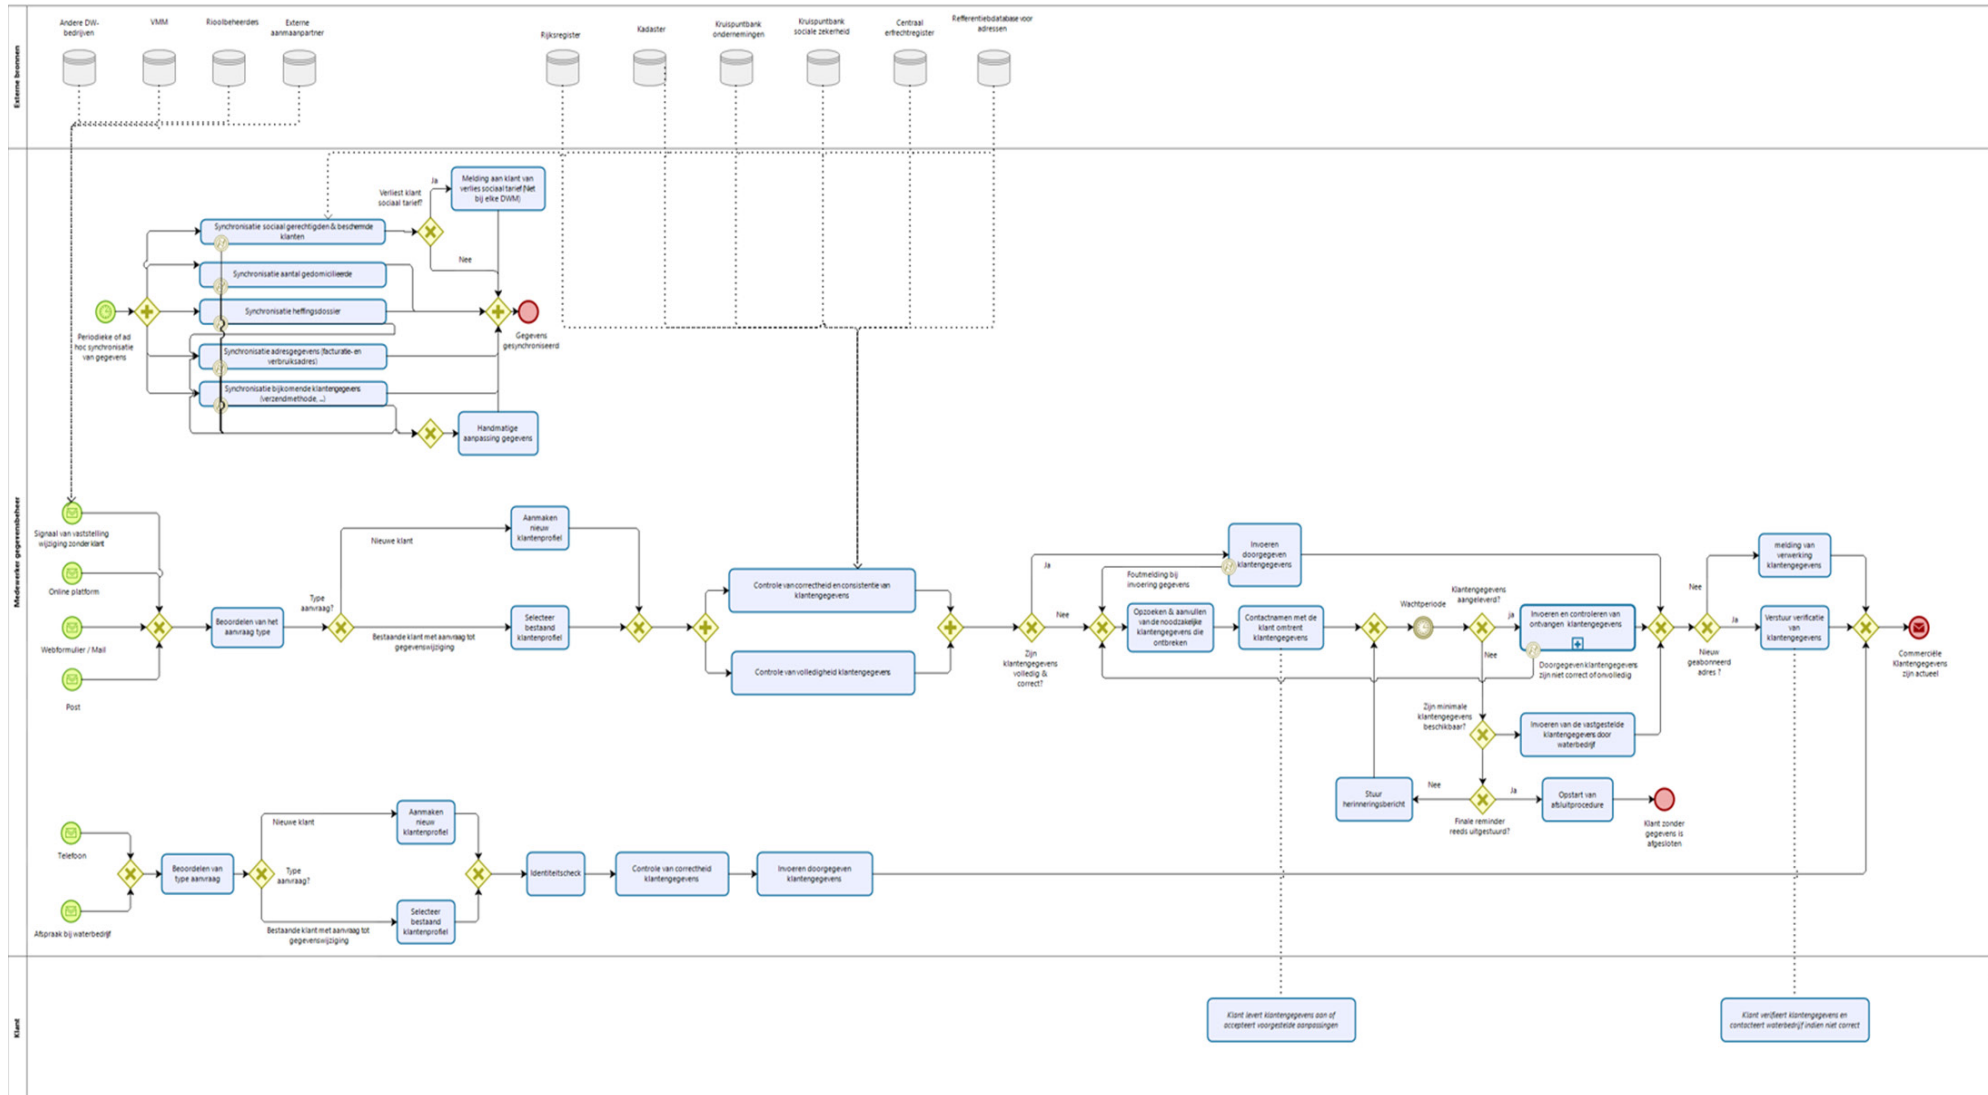 Externe bronnen
Andere DW-
bedrijven
VMM
Rioolbeheerders
Externe
aanmaanpartner
Rijksregister
Kadaster
Kruispuntbank
ondernemingen
Kruispuntbank
sociale zekerheid
Centraal
erfrechtregister
Refferentiebdatabase voor
adressen
Medewerker gegevensbeheer
Periodieke of ad
hoc synchronisatie
van gegevens
Synchronisatie sociaal gerechtigden & beschermde
klanten
Synchronisatie aantal gedomicilieerde
Synchronisatie heffingsdossier
Synchronisatie adresgegevens (facturatie- en
verbruiksadres)
Synchronisatie bijkomende klantengegevens
(verzendmethode, ...)
Verliest klant
sociaal tarief?
Ja
Nee
Melding aan klant van
verlies sociaal tarief (Niet
bij elke DWM)
Handmatige
aanpassing gegevens
Gegevens
gesynchroniseerd
Signaal van vaststelling
wijziging zonder klant
Online platform
Webformulier / Mail
Post
Beoordelen van het
aanvraag type
Type
aanvraag?
Nieuwe klant
Bestaande klant met aanvraag tot
gegevenswijziging
Aanmaken
nieuw
klantenprofiel
Selecteer
bestaand
klantenprofiel
Controle van correctheid en consistentie van
klantengegevens
Controle van volledigheid klantengegevens
Zijn
klantengegevens
volledig &
correct?
Ja
Nee
Invoeren
doorgegeven
klantengegevens
Foutmelding bij
invoering gegevens
Opzoeken & aanvullen
van de noodzakelijke
klantengegevens die
ontbreken
Contactnamen met de
klant omtrent
klantengegevens
Wachtperiode
Klantengegevens
aangeleverd?
ja
Nee
Invoeren en controleren van
ontvangen klantengegevens
Doorgegeven klantengegevens
zijn niet correct of onvolledig
Zijn minimale
klantengegevens
beschikbaar?
Invoeren van de vastgestelde
klantengegevens door
waterbedrijf
Stuur
herinneringsbericht
Nee
Ja
Finale reminder
reeds uitgestuurd?
Opstart van
afsluitprocedure
Klant zonder
gegevens is
afgesloten
Nieuw
geabonneerd
adres ?
Nee
Ja
melding van
verwerking
klantengegevens
Verstuur verificatie
van
klantengegevens
Commerciële
Klantengegevens
zijn actueel
Telefoon
Afspraak bij waterbedrijf
Beoordelen van
type aanvraag
Type
aanvraag?
Nieuwe klant
Bestaande klant met aanvraag tot
gegevenswijziging
Aanmaken
nieuw
klantenprofiel
Selecteer
bestaand
klantenprofiel
Identiteitscheck
Controle van correctheid
klantengegevens
Invoeren doorgegeven
klantengegevens
Klant
Klant levert klantengegevens aan of
accepteert voorgestelde aanpassingen
Klant verifieert klantengegevens en
contacteert waterbedrijf indien niet correct